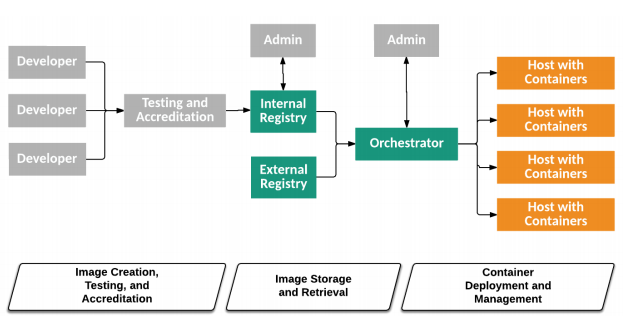 Developer
Developer
Developer
Testing and
Accreditation
Admin
Internal
Registry
External
Registry
Admin
Orchestrator
Host with
Containers
Host with
Containers
Host with
Containers
Host with
Containers
Image Creation,
Testing, and
Accreditation
Image Storage
and Retrieval
Container
Deployment and
Management